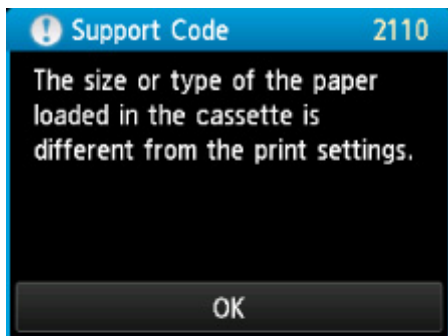 Support Code 2110
The size or type of the paper
loaded in the cassette is
different from the print settings.
OK